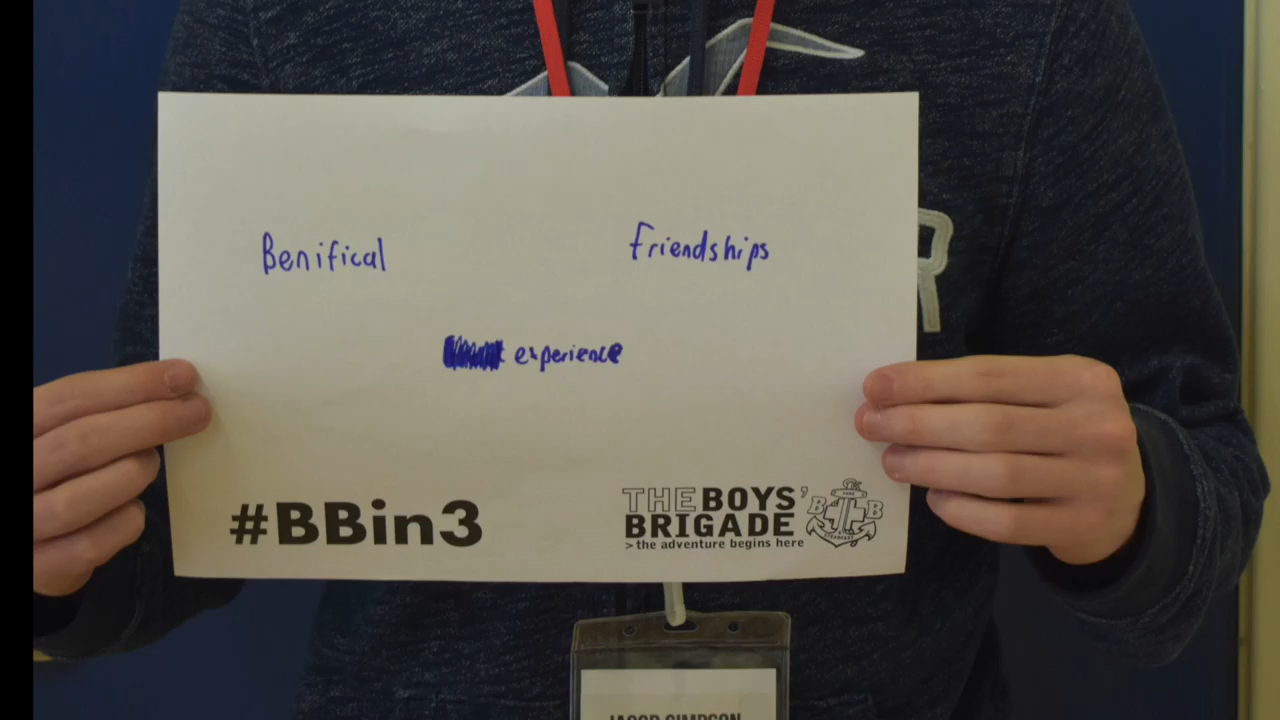 Benifical
friendships
experience
#BBin3
THE BOYS'
BRIGADE
> the adventure begins here
B B
R